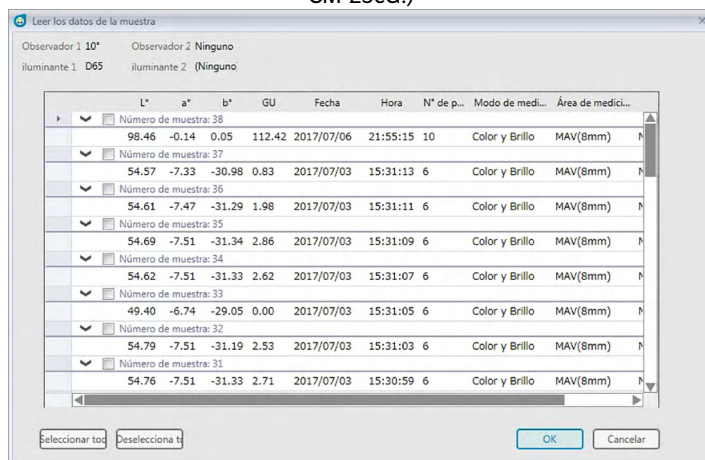 CM-25cG.)
Leer los datos de la muestra
Observador 1 10° Observador 2 Ninguno
iluminante 1 D65 iluminante 2 (Ninguno
L* a* b* GU Fecha Hora N° de p... Modo de medi... Área de medici...
Número de muestra: 38
98.46 -0.14 0.05 112.42 2017/07/06 21:55:15 10 Color y Brillo MAV(8mm)
Número de muestra: 37
54.57 -7.33 -30.98 0.83 2017/07/03 15:31:13 6 Color y Brillo MAV(8mm)
Número de muestra: 36
54.61 -7.47 -31.29 1.98 2017/07/03 15:31:11 6 Color y Brillo MAV(8mm)
Número de muestra: 35
54.69 -7.51 -31.34 2.86 2017/07/03 15:31:09 6 Color y Brillo MAV(8mm)
Número de muestra: 34
54.62 -7.51 -31.33 2.62 2017/07/03 15:31:07 6 Color y Brillo MAV(8mm)
Número de muestra: 33
49.40 -6.74 -29.05 0.00 2017/07/03 15:31:05 6 Color y Brillo MAV(8mm)
Número de muestra: 32
54.79 -7.51 -31.19 2.53 2017/07/03 15:31:03 6 Color y Brillo MAV(8mm)
Número de muestra: 31
54.76 -7.51 -31.33 2.71 2017/07/03 15:30:59 6 Color y Brillo MAV(8mm)
Seleccionar tod Deselecciona to OK Cancelar